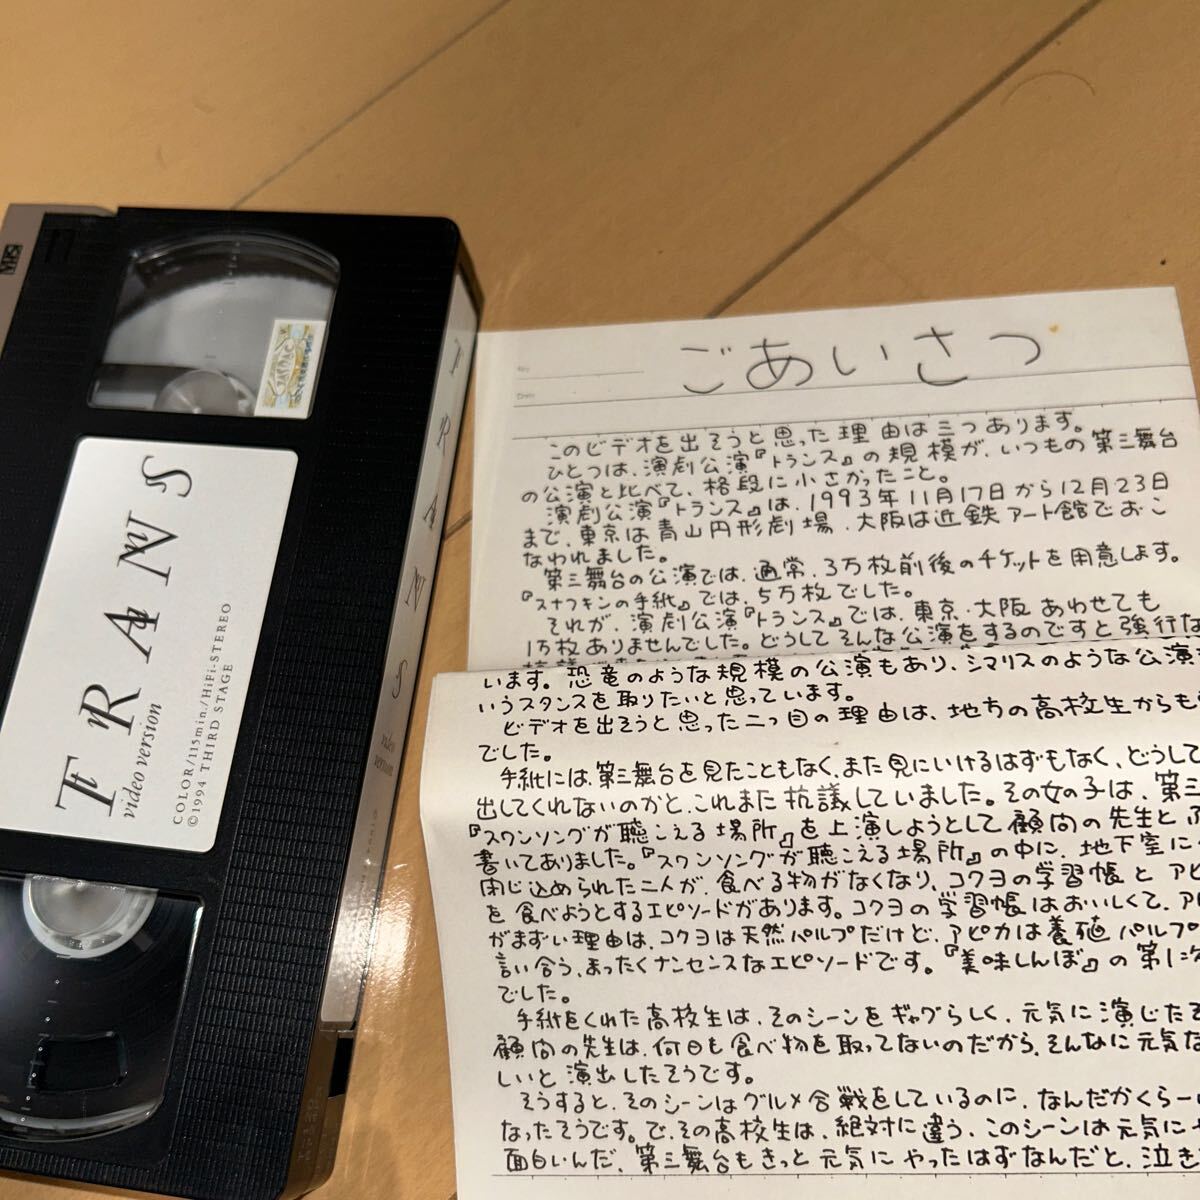 VHS
TRANS
video version
COLOR/115min./HiFi-STEREO
©1994 THIRD STAGE
TRANS
video
version
ごあいさつ
このビデオを出そうと思った理由は三つあります。
ひとつは、演劇公演『トランス』の規模が、いつもの第三舞台
の公演と比べて、格段に小さかったこと。
演劇公演『トランス』は、1993年11月17日から12月23日
まで、東京は青山円形劇場、大阪は近鉄アート館でおこ
なわれました。
第三舞台の公演では、通常、3万枚前後のチケットを用意します。
『スナフキンの手紙』では、5万枚でした。
それが、演劇公演『トランス』では、東京・大阪あわせても
1万枚ありませんでした。どうしてそんな公演をするのですと強行な
います。恐竜のような規模の公演もあり、シマリスのような公演
いうスタンスを取りたいと思っています。
ビデオを出そうと思った二つ目の理由は、地方の高校生からも
でした。
手紙には、第三舞台を見たこともなく、また見にいけるはずもなく、どうして
出してくれないのかと、これまた抗議していました。その女の子は、第三
『スワンソングが聴こえる場所』を上演しようとして顧問の先生と
書いてありました。『スワンソングが聴こえる場所』の中に、地下室に
閉じ込められた二人が、食べる物がなくなり、コクヨの学習帳とアピ
を食べようとするエピソードがあります。コクヨの学習帳はおいしくて、アピ
がまずい理由は、コクヨは天然パルプだけど、アピカは養殖パルプ
言い合う、まったくナンセンスなエピソードです。『美味しんぼ』の第1次
でした。
手紙をくれた高校生は、そのシーンをギャグらしく、元気に演じたそ
顧問の先生は、何日も食べ物を取ってないのだから、そんなに元気な
しいと演出したそうです。
そうすると、そのシーンはグルメ合戦をしているのに、なんだかくらーい
なったそうです。で、その高校生は、絶対に違う、このシーンは元気に
面白いんだ、第三舞台もきっと元気にやったはずなんだと、泣き